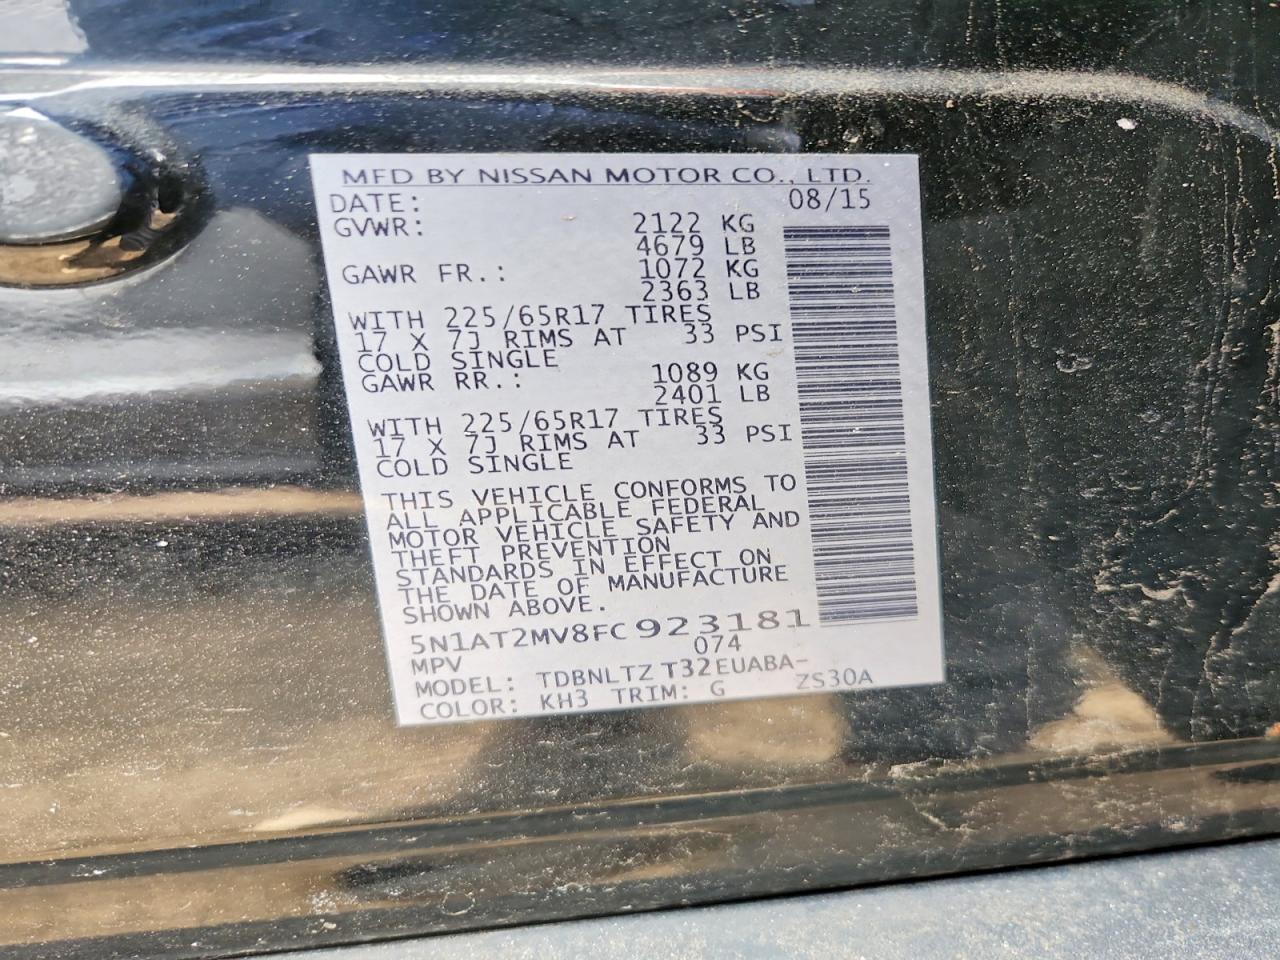 MFD BY NISSAN MOTOR CO., LTD.
DATE: 08/15
GVWR: 2122 KG
4679 LB
GAWR FR.: 1072 KG
2363 LB
WITH 225/65R17 TIRES
17 X 7J RIMS AT 33 PSI
COLD SINGLE
GAWR RR.: 1089 KG
2401 LB
WITH 225/65R17 TIRES
17 X 7J RIMS AT 33 PSI
COLD SINGLE
THIS VEHICLE CONFORMS TO
ALL APPLICABLE FEDERAL
MOTOR VEHICLE SAFETY AND
THEFT PREVENTION
STANDARDS IN EFFECT ON
THE DATE OF MANUFACTURE
SHOWN ABOVE.
5N1AT2MV8FC923181
MPV 074
MODEL: TDBNLTZ T32EUABA-
COLOR: KH3 TRIM: G ZS30A